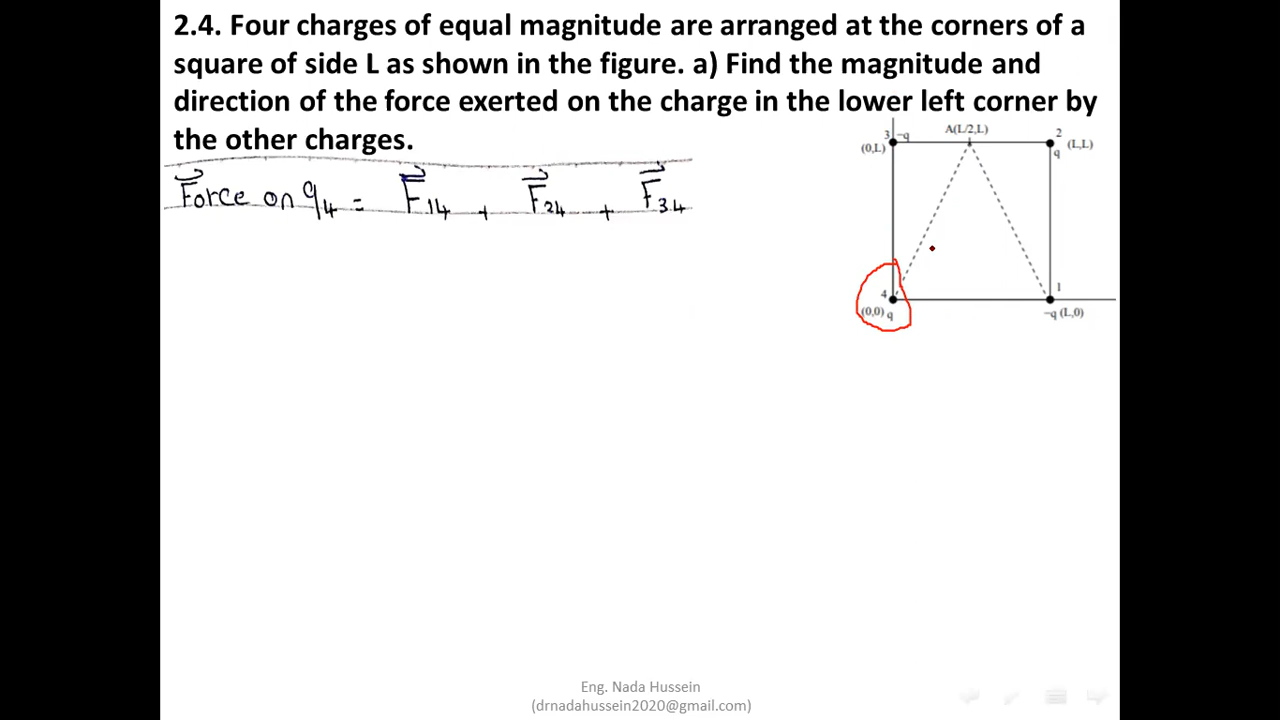 2.4. Four charges of equal magnitude are arranged at the corners of a
square of side L as shown in the figure. a) Find the magnitude and
direction of the force exerted on the charge in the lower left corner by
the other charges.
Force on q4 = F14 + F24 + F34
3 -q
A(L/2,L)
2
(0,L)
q
(L,L)
4
1
(0,0) q
-q (L,0)
Eng. Nada Hussein
(drnadahussein2020@gmail.com)